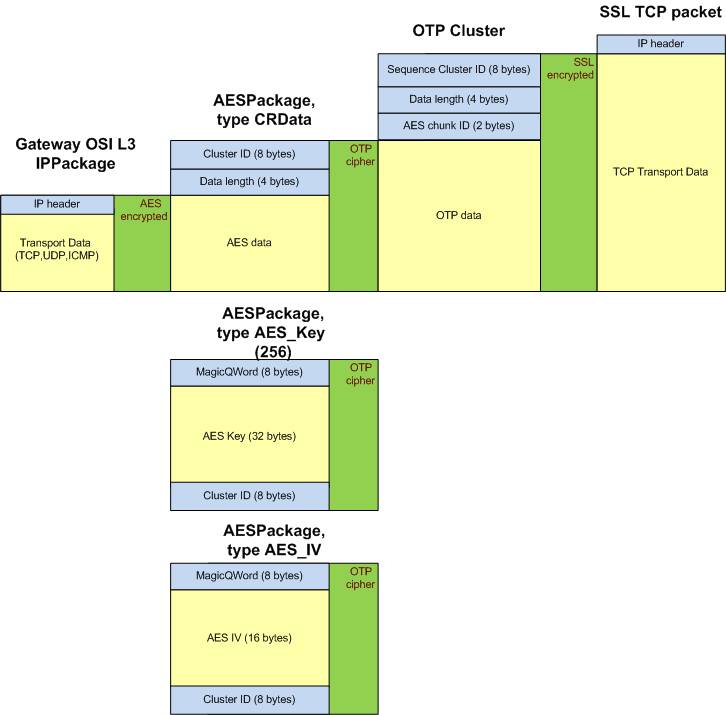 SSL TCP packet
IP header
TCP Transport Data
OTP Cluster
Sequence Cluster ID (8 bytes)
Data length (4 bytes)
AES chunk ID (2 bytes)
OTP data
SSL
encrypted
AESPackage,
type CRData
Cluster ID (8 bytes)
Data length (4 bytes)
AES data
OTP
cipher
Gateway OSI L3
IPPackage
IP header
Transport Data
(TCP,UDP,ICMP)
AES
encrypted
AESPackage,
type AES_Key
(256)
MagicQWord (8 bytes)
AES Key (32 bytes)
Cluster ID (8 bytes)
OTP
cipher
AESPackage,
type AES_IV
MagicQWord (8 bytes)
AES IV (16 bytes)
Cluster ID (8 bytes)
OTP
cipher